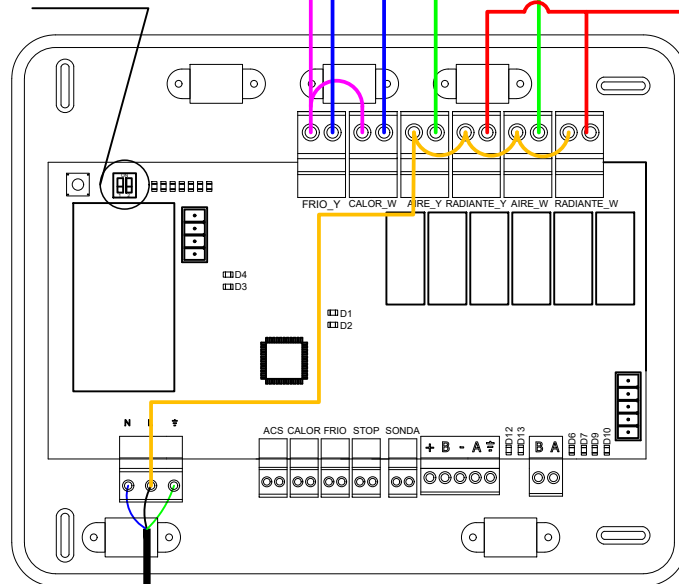 FRIO_Y CALOR_W AIRE_Y RADIANTE_Y AIRE_W RADIANTE_W
D4
D3
D1
D2
N
ACS CALOR FRIO STOP SONDA
+ B - A
D12
D13
B A
D6
D7
D9
D10